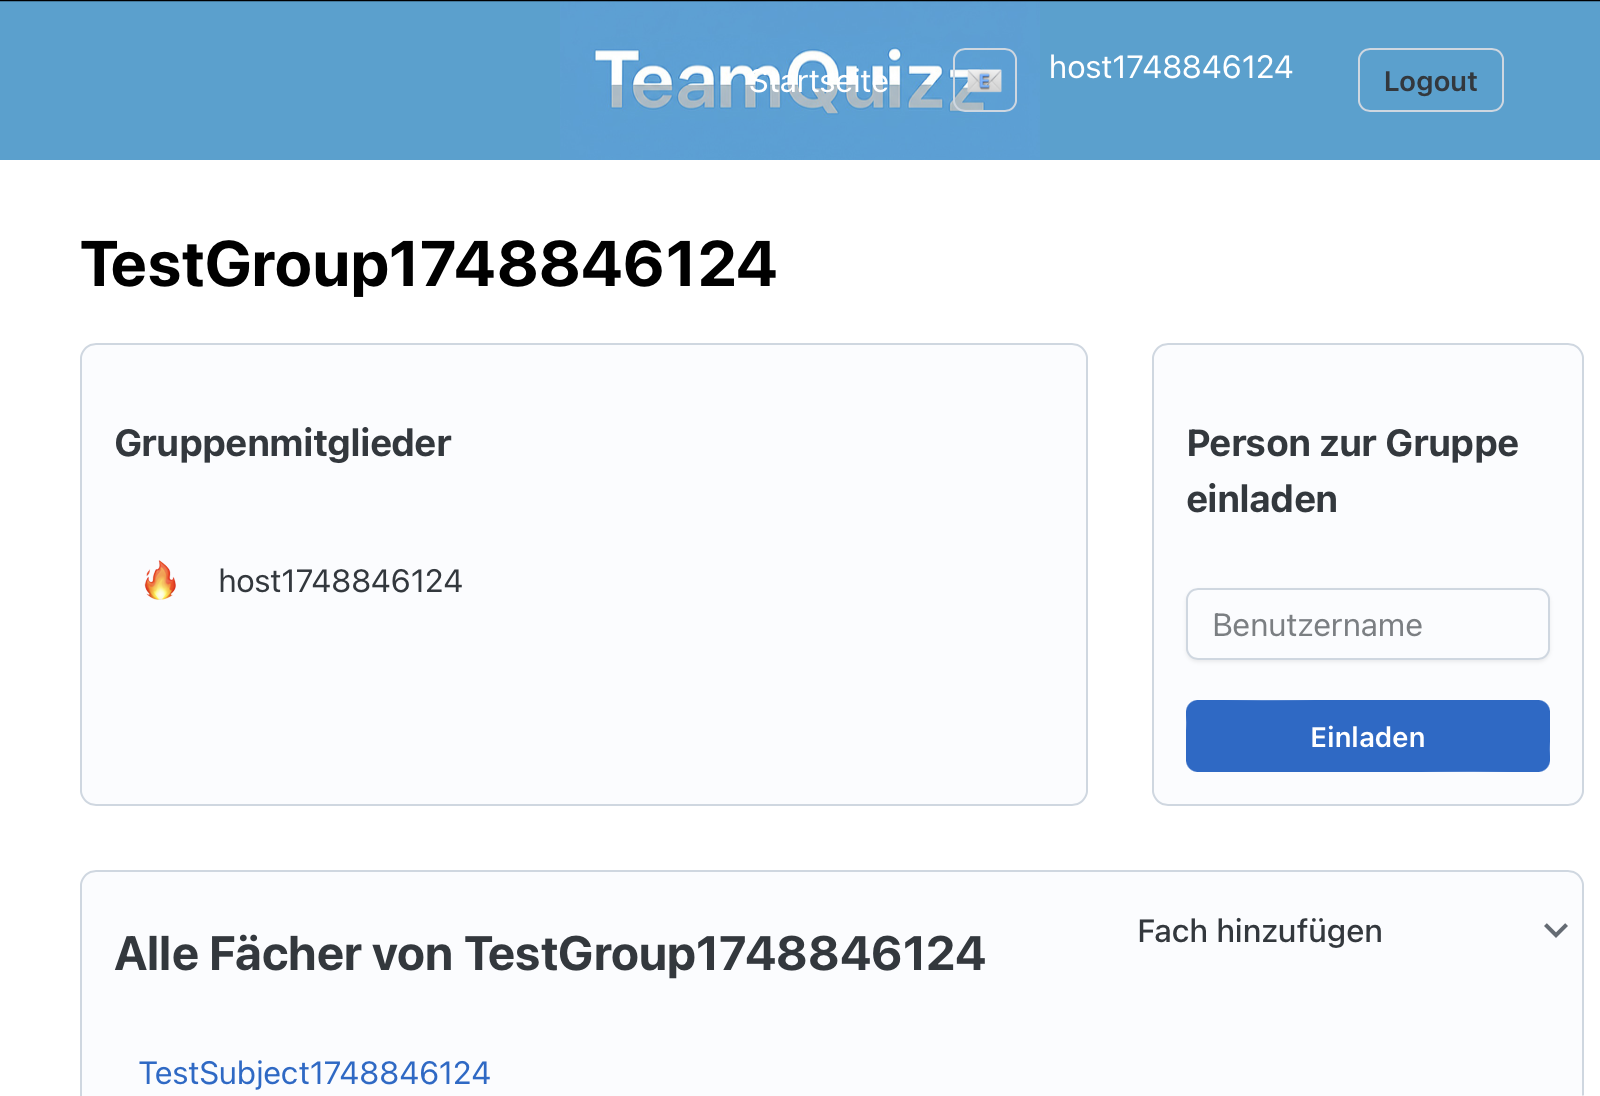 TeamQuizz
Startseite
host1748846124
Logout
TestGroup1748846124
Gruppenmitglieder
host1748846124
Person zur Gruppe
einladen
Benutzername
Einladen
Alle Fächer von TestGroup1748846124
Fach hinzufügen
TestSubject1748846124